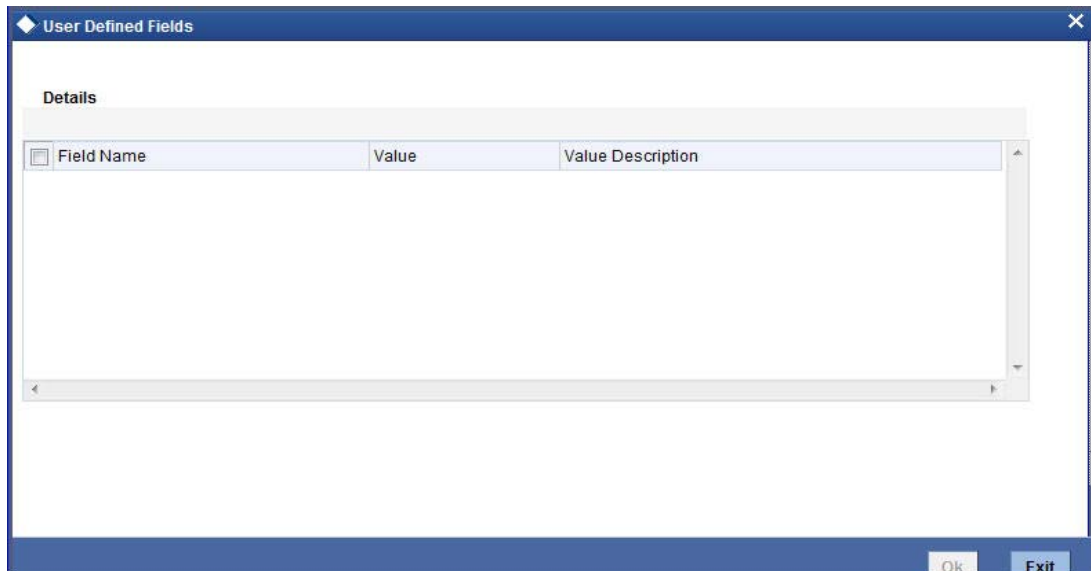 User Defined Fields
Details
Field Name Value Value Description
Ok Exit